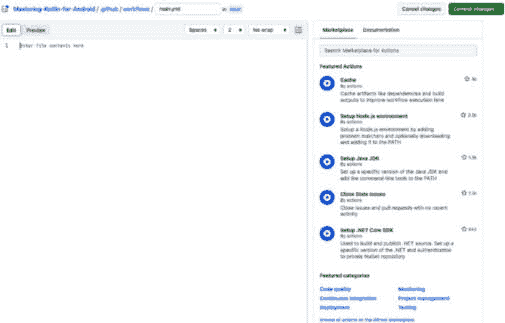 Mastering-Kotlin-for-Android / .github / workflows / main.yml in main
Cancel changes
Commit changes...
Edit
Preview
Spaces
2
No wrap
1
Enter file contents here
Marketplace
Documentation
Search Marketplace for Actions
Featured Actions
Cache
By actions
Cache artifacts like dependencies and build
outputs to improve workflow execution time
Setup Node.js environment
By actions
Setup a Node.js environment by adding
problem matchers and optionally downloading
and adding it to the PATH
Setup Java JDK
By actions
Set up a specific version of the Java JDK and
add the command-line tools to the PATH
Close Stale Issues
By actions
Close issues and pull requests with no recent
activity
Setup .NET Core SDK
By actions
Used to build and publish .NET source. Set up a
specific version of the .NET and authentication
to private NuGet repository
Featured categories
Code quality
Monitoring
Continuous integration
Project management
Deployment
Testing
Browse all actions on the GitHub Marketplace